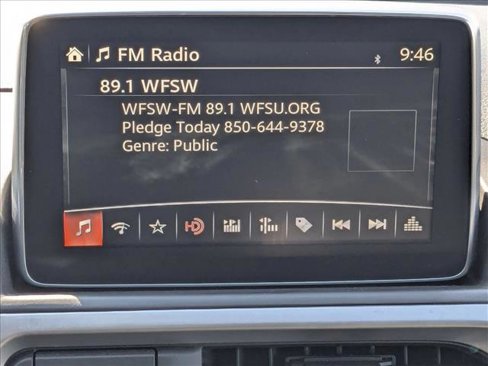 FM Radio 9:46
89.1 WFSW
WFSW-FM 89.1 WFSU.ORG
Pledge Today 850-644-9378
Genre: Public
HD